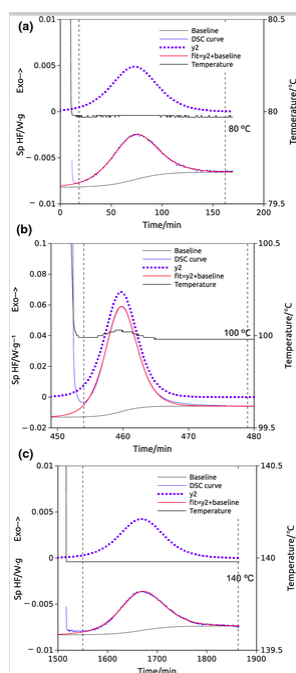 (a)
0.01
80.5
Baseline
DSC curve
y2
fit=y2+baseline
Temperature
Exo-->
0.005
0
80
80 ºC
Sp HF/W·g
Temperature/°C
−0.005
−0.01
79.5
0 50 100 150 200
Time/min
(b)
0.1
100.5
Baseline
DSC curve
y2
fit=y2+baseline
Temperature
Exo-->
0.08
0.06
0.04
100
100 ºC
0.02
Sp HF/W·g⁻¹
Temperature/°C
0
−0.02
99.5
450 460 470 480
Time/min
(c)
0.01
140.5
Baseline
DSC curve
y2
fit=y2+baseline
Temperature
Exo-->
0.005
0
140
140 ºC
Sp HF/W·g
Temperature/°C
−0.005
−0.01
139.5
1500 1600 1700 1800 1900
Time/min